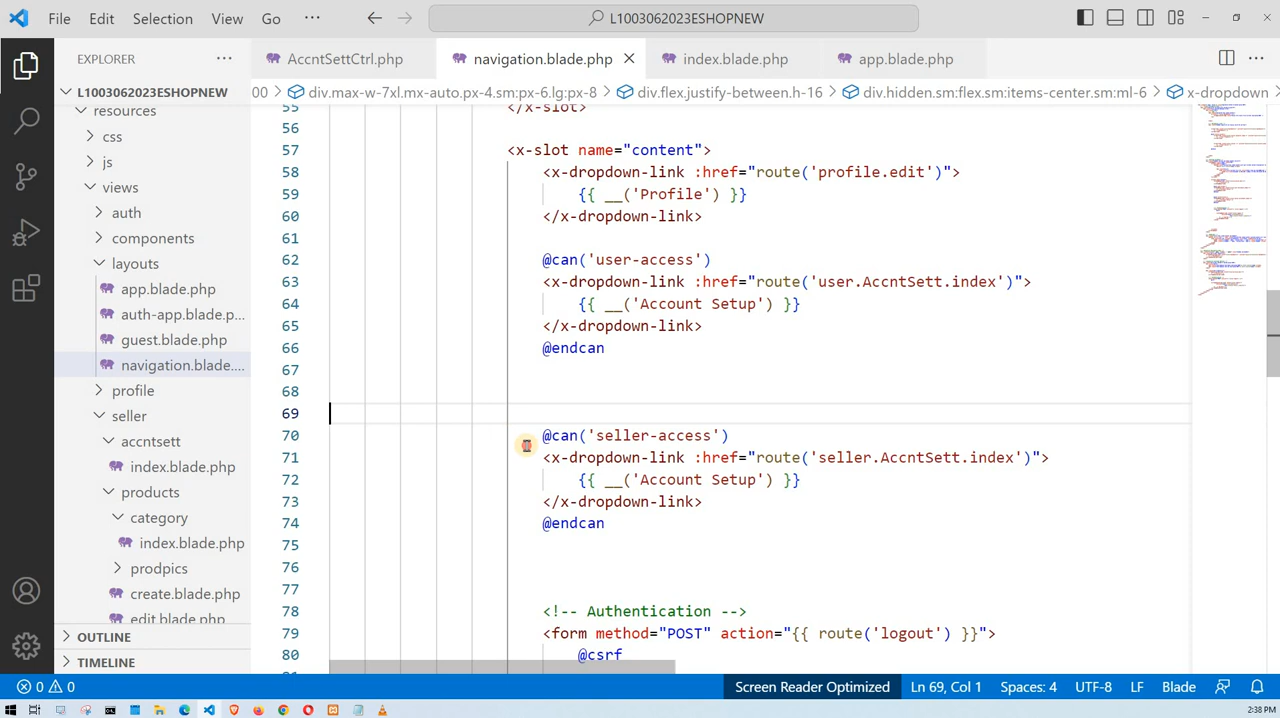 File Edit Selection View Go ··· L1003062023ESHOPNEW
EXPLORER ···
AccntSettCtrl.php navigation.blade.php index.blade.php app.blade.php ···
L1003062023ESHOPNEW
00 > div.max-w-7xl.mx-auto.px-4.sm:px-6.lg:px-8 > div.flex.justify-betwen.h-16 > div.hidden.sm:flex.sm:items-center.sm:ml-6 > x-dropdown >
resources
css
js
views
auth
components
layouts
app.blade.php
auth-app.blade.p...
guest.blade.php
navigation.blade....
profile
seller
accntsett
index.blade.php
products
category
index.blade.php
prodpics
create.blade.php
edit.blade.php
OUTLINE
TIMELINE
55 </x-slot>
56
57 <x-slot name="content">
58 <x-dropdown-link :href="route('profile.edit')">
59 {{ __('Profile') }}
60 </x-dropdown-link>
61
62 @can('user-access')
63 <x-dropdown-link :href="route('user.AccntSett.index')">
64 {{ __('Account Setup') }}
65 </x-dropdown-link>
66 @endcan
67
68
69
70 @can('seller-access')
71 <x-dropdown-link :href="route('seller.AccntSett.index')">
72 {{ __('Account Setup') }}
73 </x-dropdown-link>
74 @endcan
75
76
77
78 <!-- Authentication -->
79 <form method="POST" action="{{ route('logout') }}">
80 @csrf
0 0 Screen Reader Optimized Ln 69, Col 1 Spaces: 4 UTF-8 LF Blade
2:38 PM